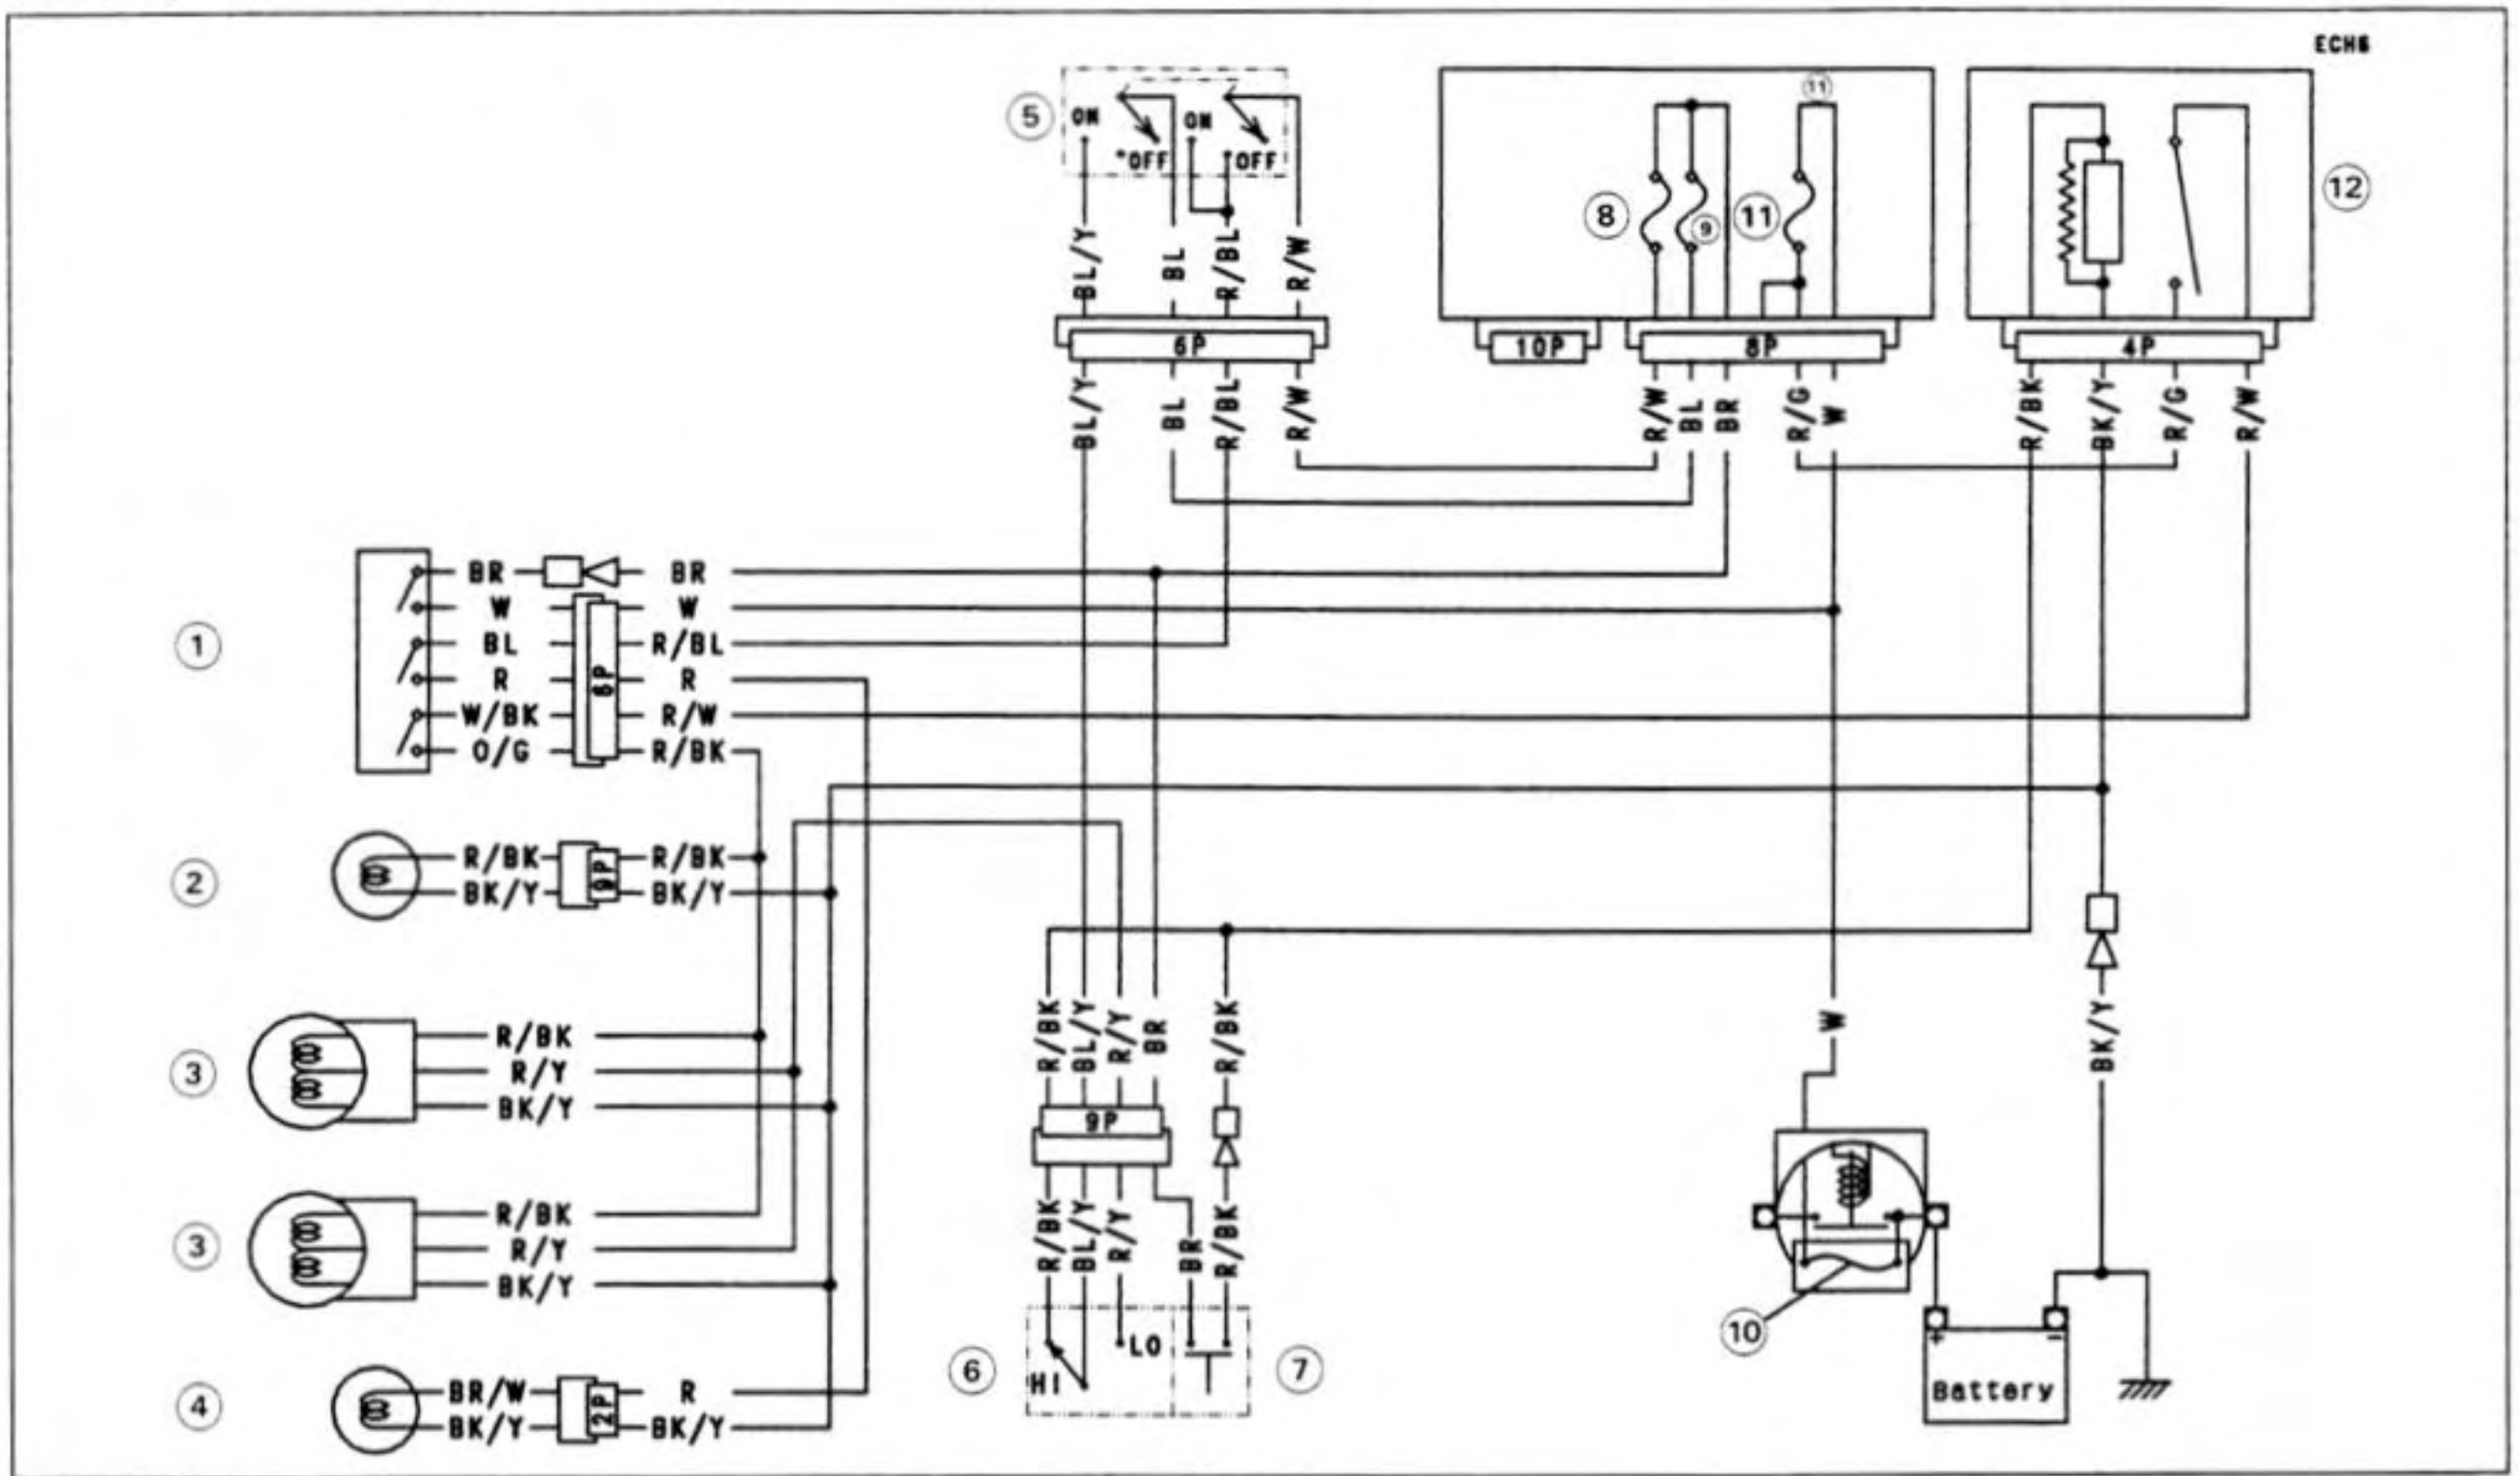 ECH6
11
5 ON OFF ON OFF
8 9 11 12
BL/Y BL R/BL R/W
6P 10P 8P 4P
BL/Y BL R/BL R/W R/W BL BR R/G W R/BK BK/Y R/G R/W
BR BR
W W
1 BL R/BL
R 6P R
W/BK R/W
O/G R/BK
R/BK R/BK
2 9P
BK/Y BK/Y
R/BK
3 R/Y
BK/Y
R/BK BL/Y R/Y BR R/BK W BK/Y
9P
R/BK
3 R/Y
BK/Y
R/BK BL/Y R/Y BR R/BK
10
6 HI LO 7
+ -
BR/W R
4 2P
BK/Y BK/Y
Battery